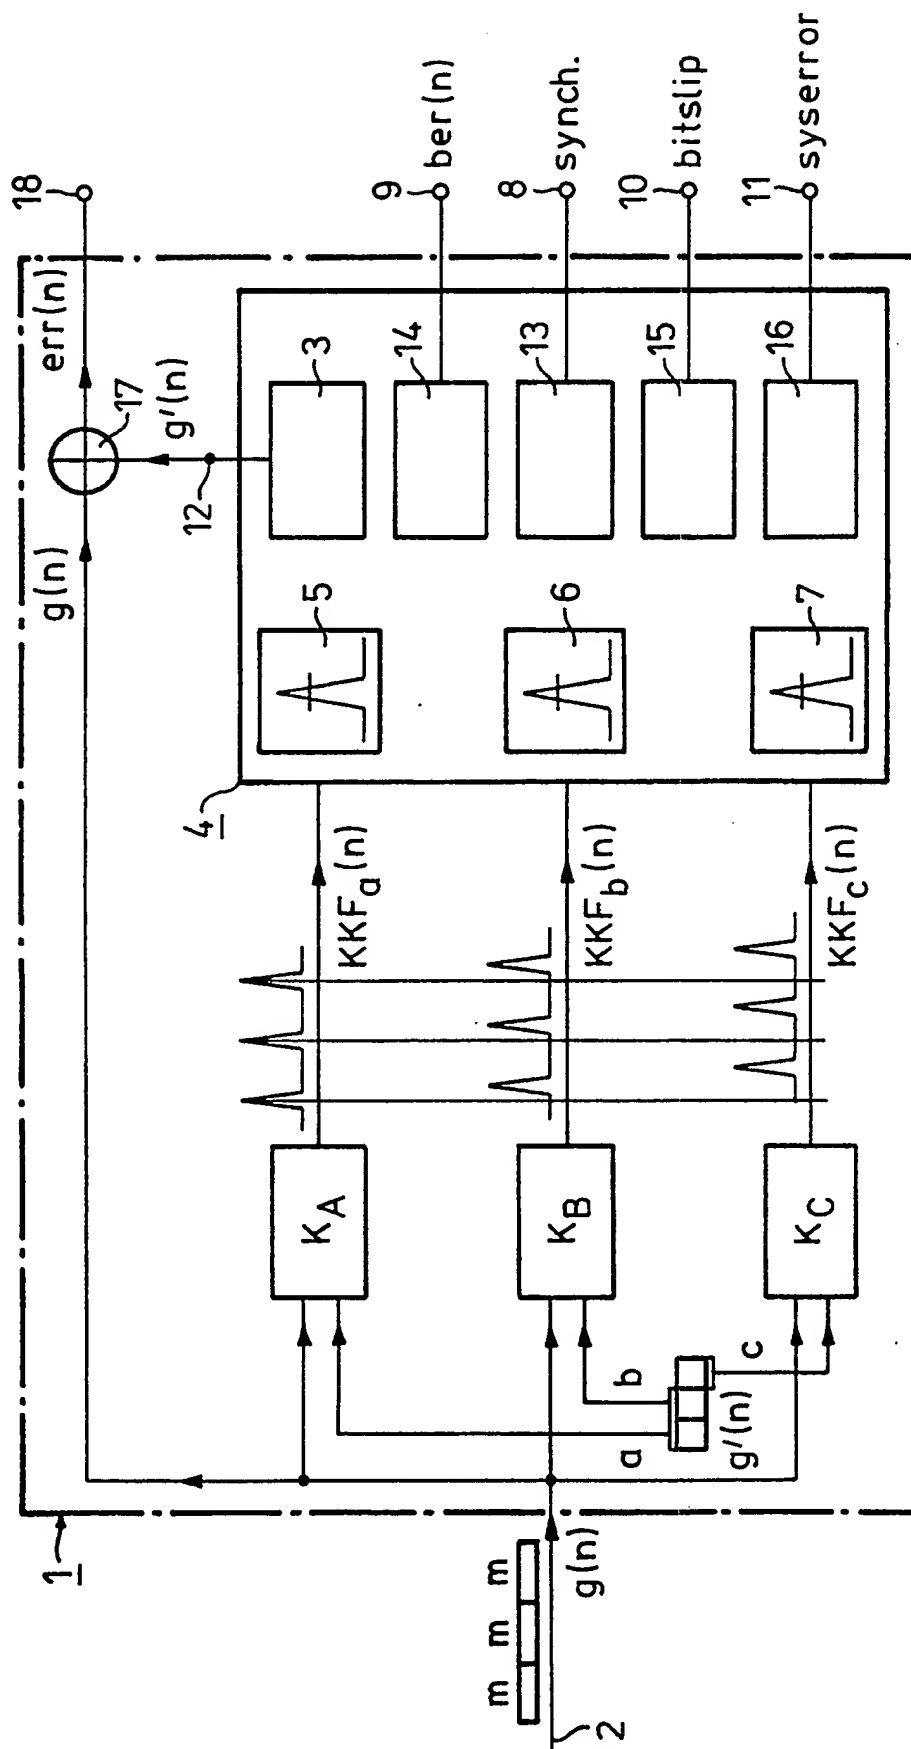 1
2
m m m
g(n)
g(n)
g'(n)
a
b
c
K_A
K_B
K_C
KKF_a(n)
KKF_b(n)
KKF_c(n)
4
5
6
7
12
g'(n)
17
err(n)
18
3
14
13
15
16
9 ber(n)
8 synch.
10 bitslip
11 syserror